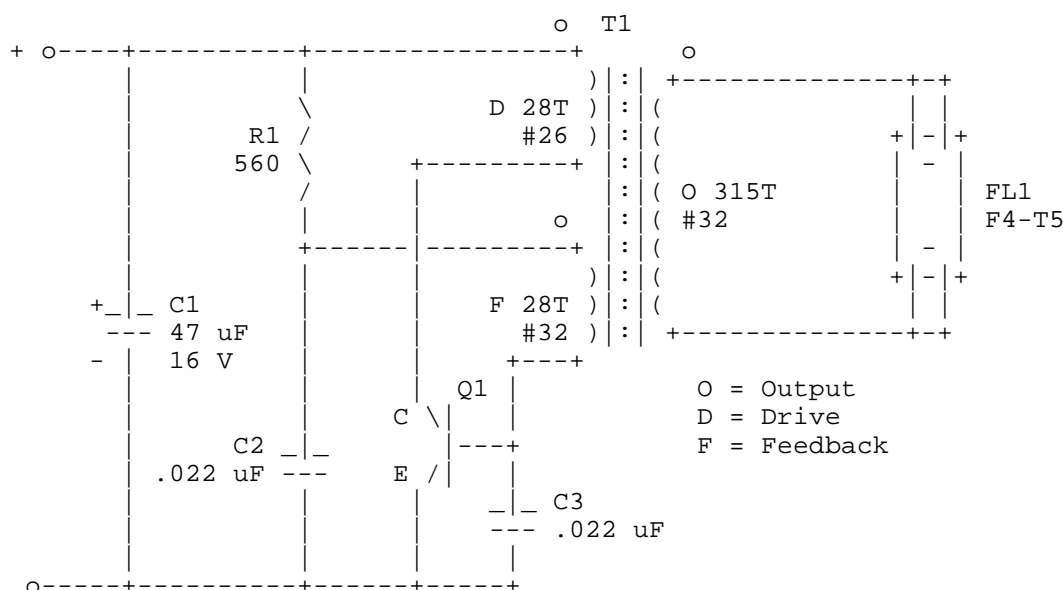 o T1
+ o o
D 28T
R1 #26
560
O 315T FL1
o #32 F4-T5
+ C1 F 28T
47 uF #32
- 16 V
O = Output
Q1 D = Drive
C F = Feedback
C2
.022 uF E
C3
.022 uF
o